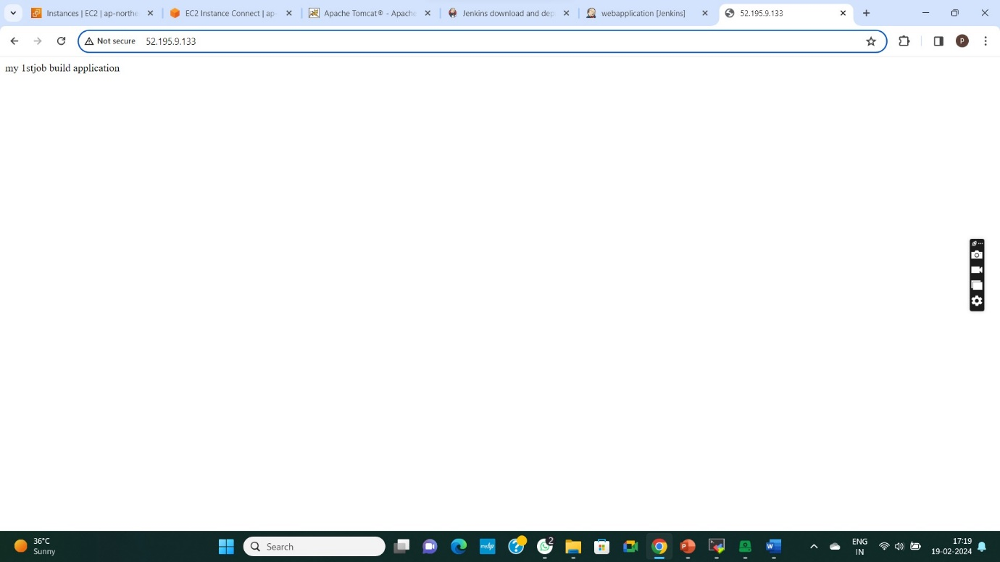 Instances | EC2 | ap-northe
EC2 Instance Connect | ap-
Apache Tomcat® - Apache
Jenkins download and dep
webapplication [Jenkins]
52.195.9.133
Not secure
52.195.9.133
P
my 1stjob build application
36°C
Sunny
Search
myhp
2
ENG
IN
17:19
19-02-2024